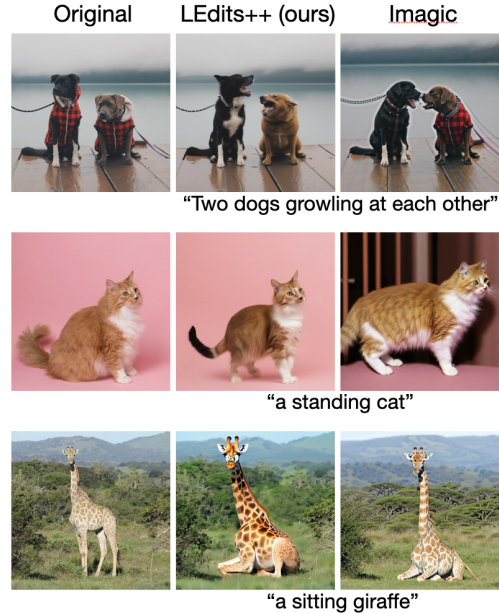 Original LEdits++ (ours) Imagic
“Two dogs growling at each other”
“a standing cat”
“a sitting giraffe”